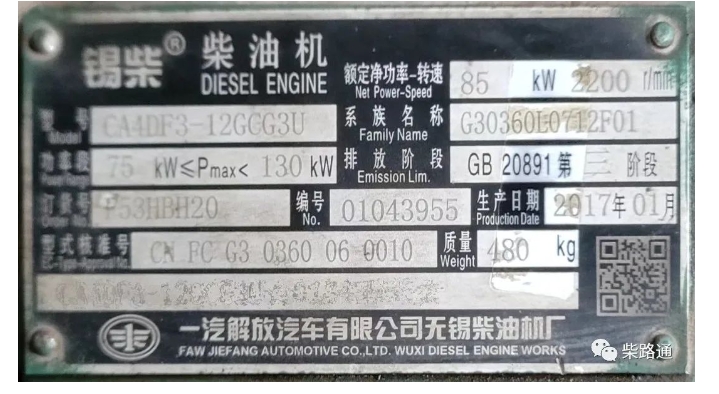 锡柴® 柴油机
DIESEL ENGINE
额定净功率-转速 85 kW 2200 r/min
Net Power-Speed
型号 CA4DF3-12GCG3U 系族名称 G30360L0712F01
Model Family Name
功率段 75 kW≤Pmax< 130 kW 排放阶段 GB 20891 第 三 阶段
Power Range Emission Lim.
订货号 P53HBH20 编号 01043955 生产日期 2017年 01月
No. Production Date
型式核准号 CN FC G3 0360 06 0010 质量 480 kg
Weight
一汽解放汽车有限公司无锡柴油机厂
FAW JIEFANG AUTOMOTIVE CO.,LTD. WUXI DIESEL ENGINE WORKS
柴路通